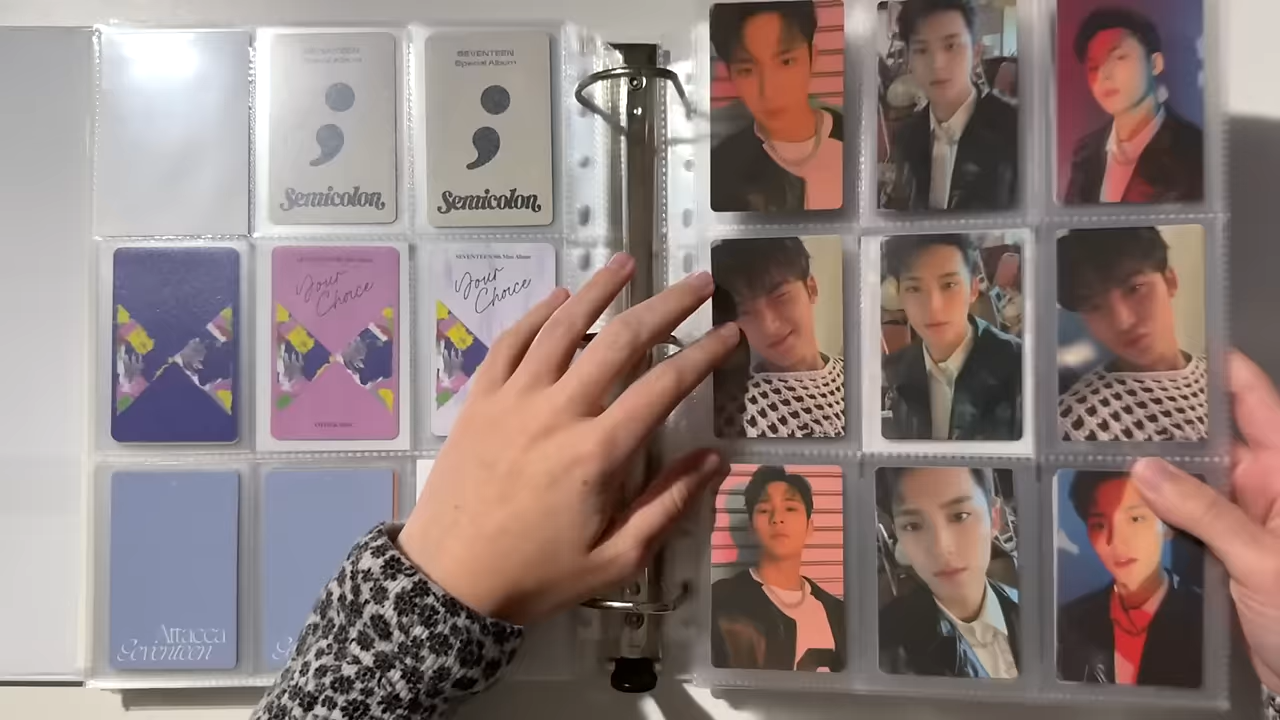 SEVENTEEN
Special Album
Semicolon
SEVENTEEN
Special Album
Semicolon
Your
Choice
SEVENTEEN 8th Mini Album
Your
Choice
Attacca
Seventeen